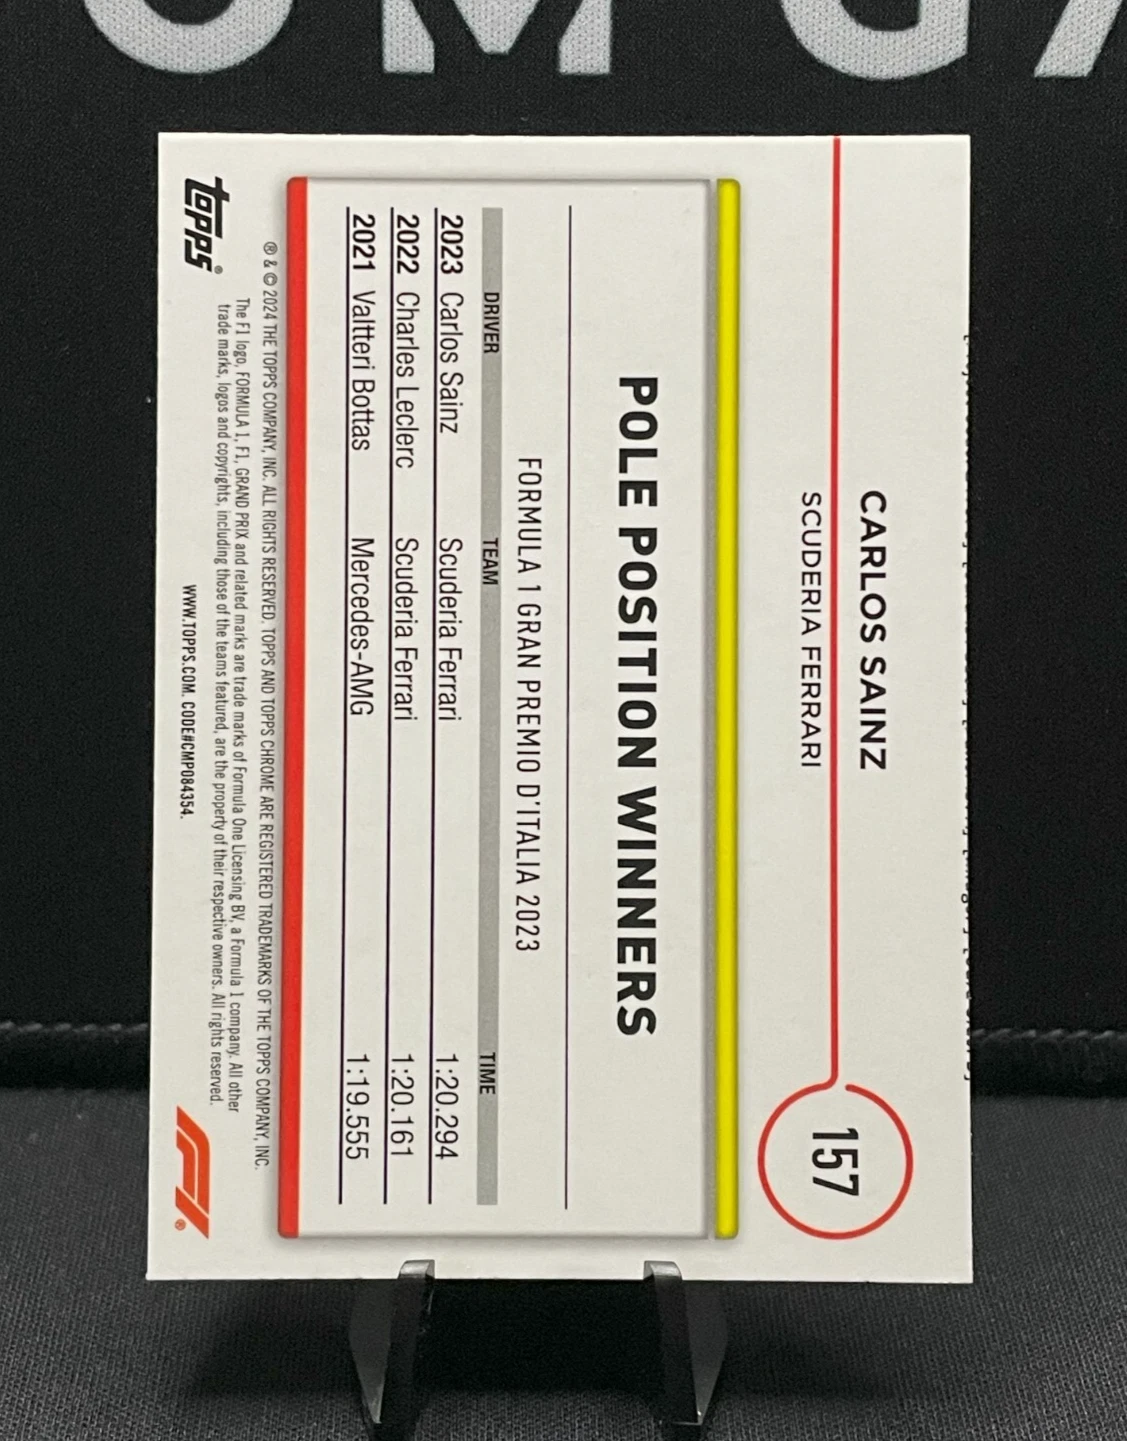 CARLOS SAINZ
SCUDERIA FERRARI
157
POLE POSITION WINNERS
FORMULA 1 GRAN PREMIO D'ITALIA 2023
DRIVER TEAM TIME
2023 Carlos Sainz Scuderia Ferrari 1:20.294
2022 Charles Leclerc Scuderia Ferrari 1:20.161
2021 Valtteri Bottas Mercedes-AMG 1:19.555
® & © 2024 THE TOPPS COMPANY, INC. ALL RIGHTS RESERVED. TOPPS AND TOPPS CHROME ARE REGISTERED TRADEMARKS OF THE TOPPS COMPANY, INC.
The F1 logo, FORMULA 1, F1, GRAND PRIX and related marks are trade marks of Formula One Licensing BV, a Formula 1 company. All other
trade marks, logos and copyrights, including those of the teams featured, are the property of their respective owners. All rights reserved.
WWW.TOPPS.COM. CODE#CMP084354.
topps®
F1®